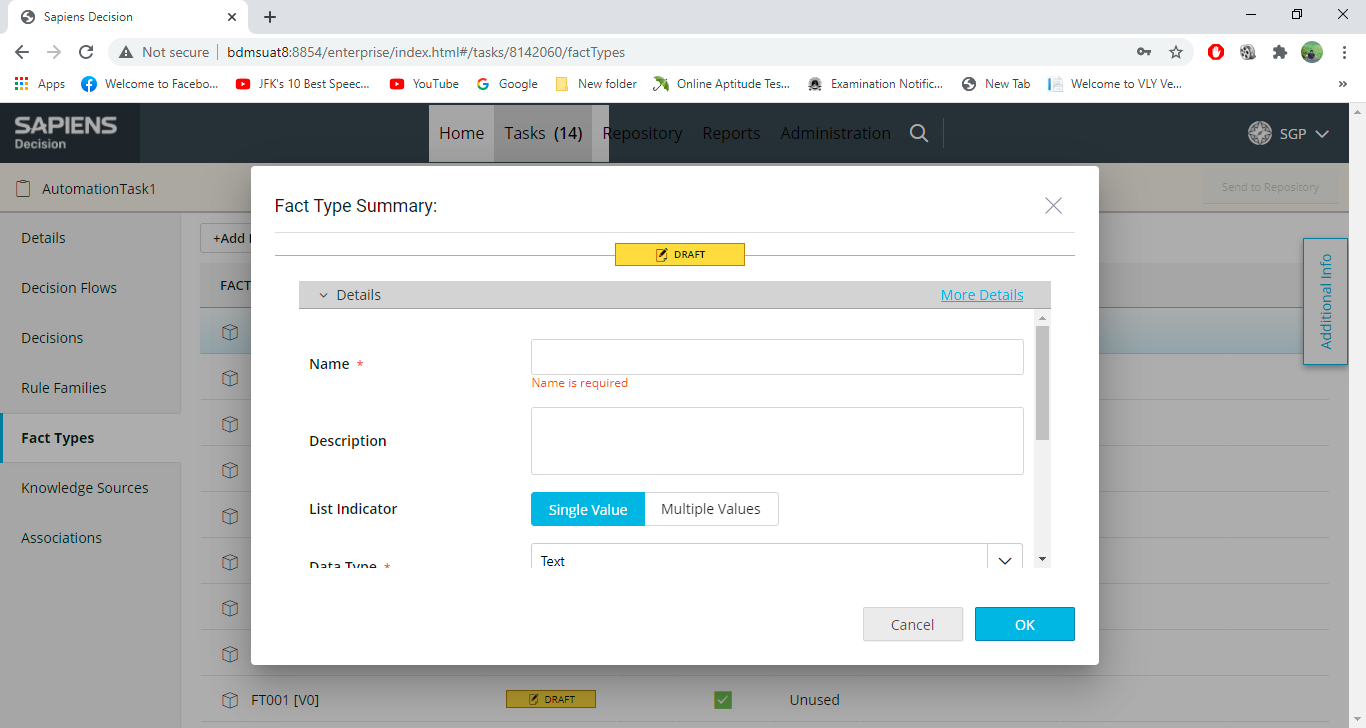 Sapiens Decision
Not secure
bdmsuat8:8854/enterprise/index.html#/tasks/8142060/factTypes
Apps
Welcome to Facebo...
JFK's 10 Best Speec...
YouTube
Google
New folder
Online Aptitude Tes...
Examination Notific...
New Tab
Welcome to VLY Ve...
»
SAPIENS
Decision
Home
Tasks (14)
Repository
Reports
Administration
SGP
AutomationTask1
Send to Repository
Details
Decision Flows
Decisions
Rule Families
Fact Types
Knowledge Sources
Associations
+Add
FACT
Additional Info
Fact Type Summary:
DRAFT
Details
More Details
Name *
Name is required
Description
List Indicator
Single Value
Multiple Values
Data Type *
Text
Cancel
OK
FT001 [V0]
DRAFT
Unused